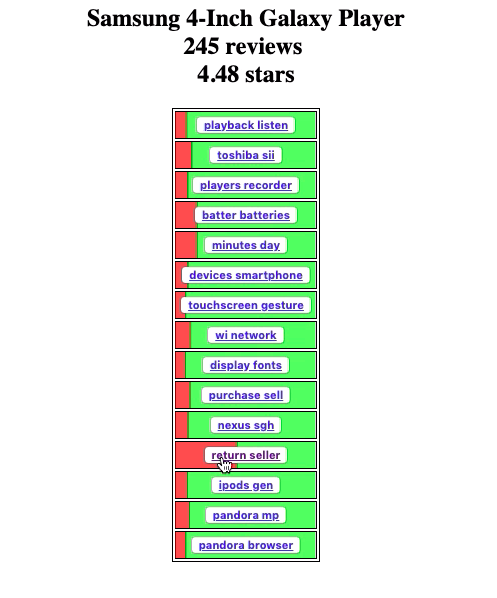 Samsung 4-Inch Galaxy Player
245 reviews
4.48 stars
playback listen
toshiba sii
players recorder
batter batteries
minutes day
devices smartphone
touchscreen gesture
wi network
display fonts
purchase sell
nexus sgh
return seller
ipods gen
pandora mp
pandora browser